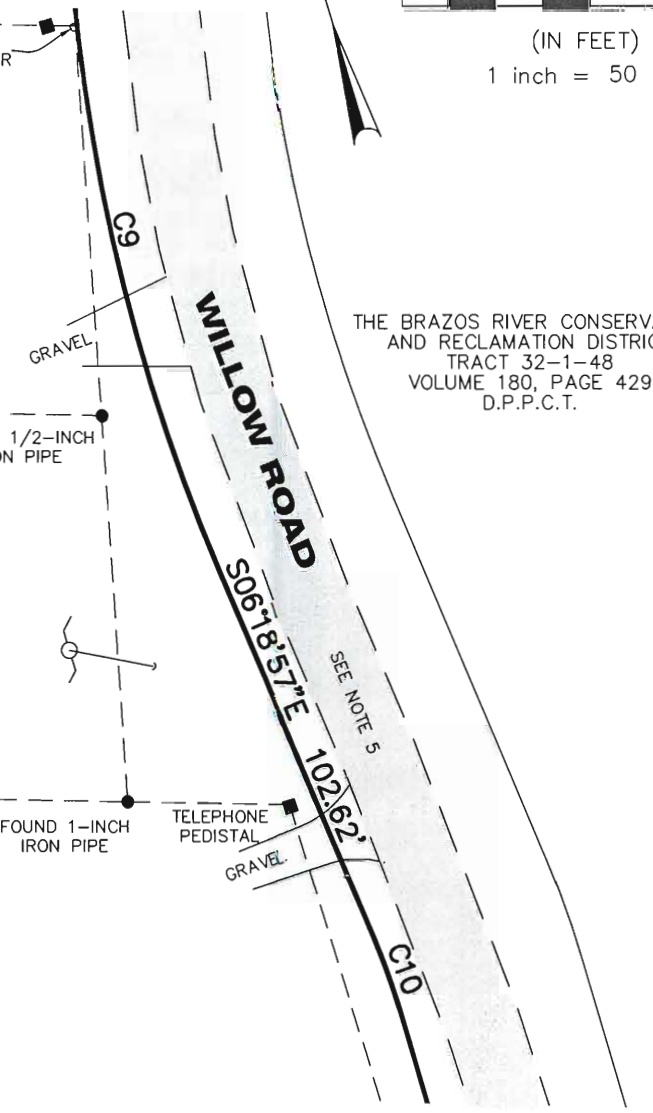 (IN FEET)
1 inch = 50
R
C9
GRAVEL
WILLOW ROAD
THE BRAZOS RIVER CONSERVA
AND RECLAMATION DISTRIC
TRACT 32-1-48
VOLUME 180, PAGE 429
D.P.P.C.T.
1/2-INCH
ON PIPE
S06°18'57"E 102.62'
SEE NOTE 5
FOUND 1-INCH
IRON PIPE
TELEPHONE
PEDISTAL
GRAVEL
C10